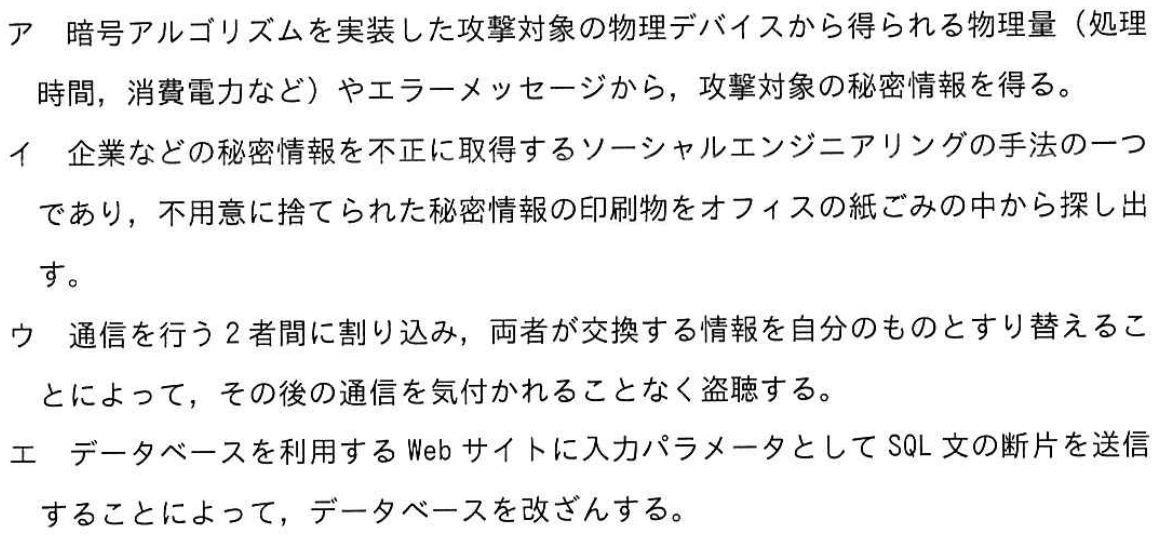 ア　暗号アルゴリズムを実装した攻撃対象の物理デバイスから得られる物理量（処理
時間，消費電力など）やエラーメッセージから，攻撃対象の秘密情報を得る。
イ　企業などの秘密情報を不正に取得するソーシャルエンジニアリングの手法の一つ
であり，不用意に捨てられた秘密情報の印刷物をオフィスの紙ごみの中から探し出
す。
ウ　通信を行う2者間に割り込み，両者が交換する情報を自分のものとすり替えるこ
とによって，その後の通信を気付かれることなく盗聴する。
エ　データベースを利用するWebサイトに入力パラメータとしてSQL文の断片を送信
することによって，データベースを改ざんする。